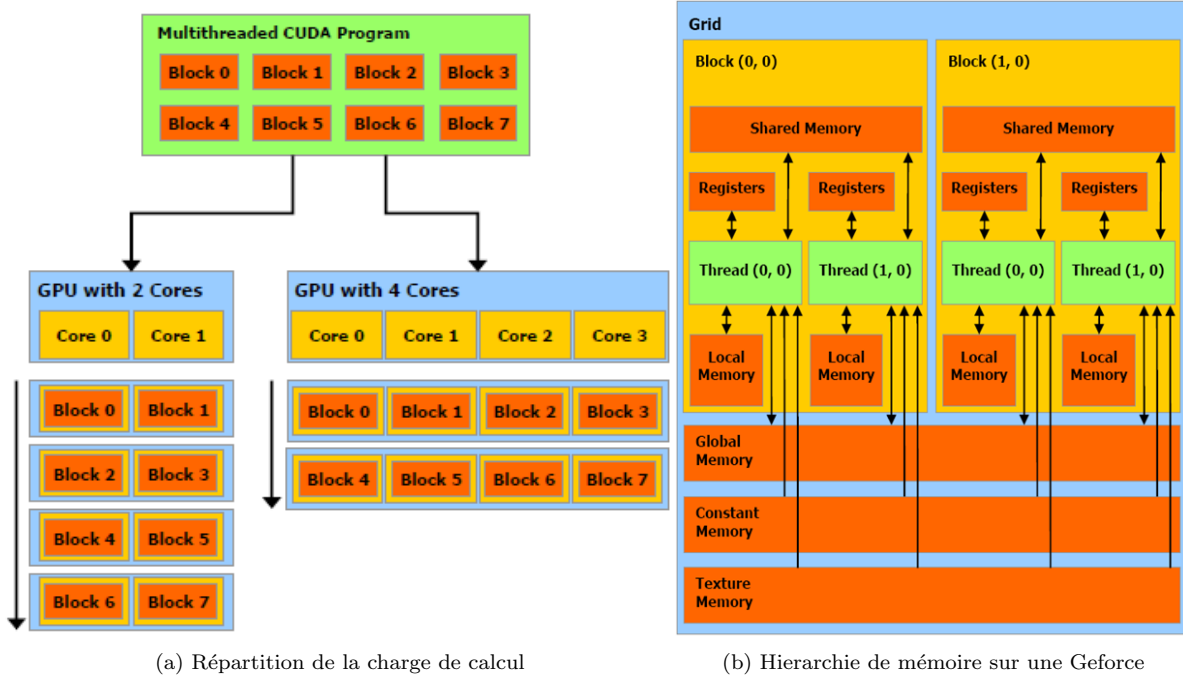 Multithreaded CUDA Program
Block 0 Block 1 Block 2 Block 3
Block 4 Block 5 Block 6 Block 7
GPU with 2 Cores
Core 0 Core 1
Block 0 Block 1
Block 2 Block 3
Block 4 Block 5
Block 6 Block 7
GPU with 4 Cores
Core 0 Core 1 Core 2 Core 3
Block 0 Block 1 Block 2 Block 3
Block 4 Block 5 Block 6 Block 7
(a) Répartition de la charge de calcul
Grid
Block (0, 0) Block (1, 0)
Shared Memory Shared Memory
Registers Registers Registers Registers
Thread (0, 0) Thread (1, 0) Thread (0, 0) Thread (1, 0)
Local Local Local Local
Memory Memory Memory Memory
Global
Memory
Constant
Memory
Texture
Memory
(b) Hierarchie de mémoire sur une Geforce